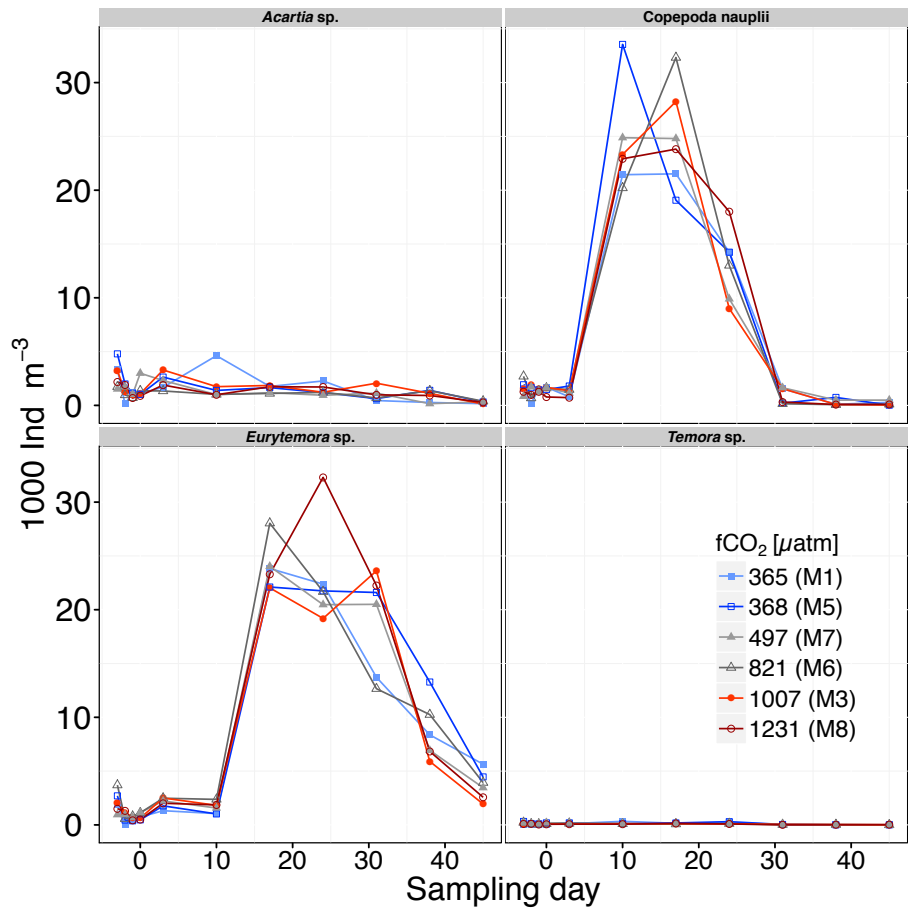 Acartia sp.
Copepoda nauplii
30
20
10
0
1000 Ind m⁻³
Eurytemora sp.
Temora sp.
30
20
10
0
fCO₂ [µatm]
365 (M1)
368 (M5)
497 (M7)
821 (M6)
1007 (M3)
1231 (M8)
0 10 20 30 40 0 10 20 30 40
Sampling day